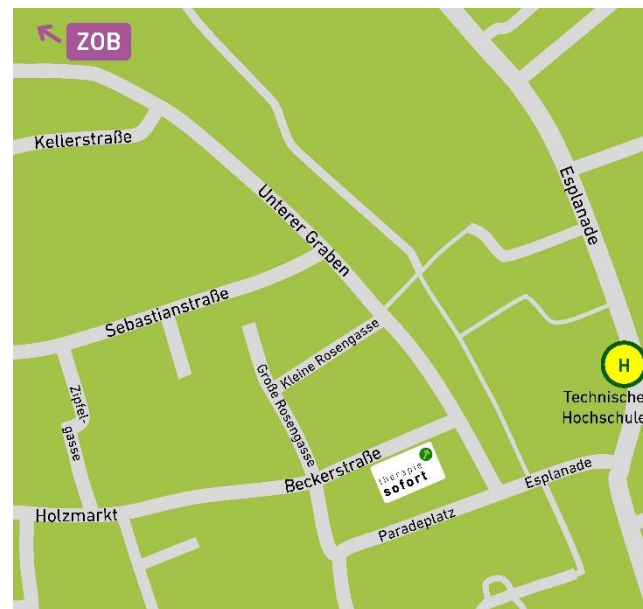 ZOB
Kellerstraße
Esplanade
Unterer Graben
Sebastianstraße
Kleine Rosengasse
Große Rosengasse
Zipfel-
gasse
H
Technische
Hochschule
Beckerstraße
therapie
sofort
Esplanade
Holzmarkt
Paradeplatz